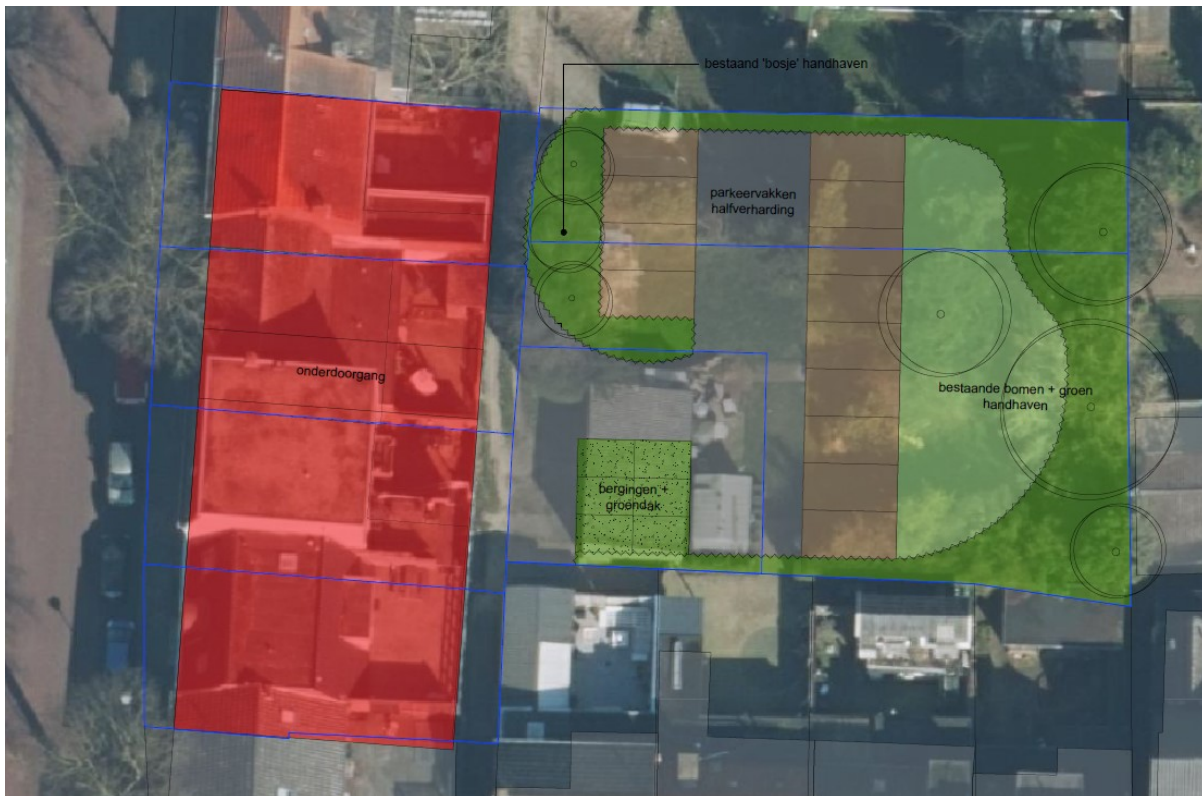 bestaand 'bosje' handhaven
parkeervakken
halfverharding
onderdoorgang
bestaande bomen + groen
handhaven
bergingen +
groendak